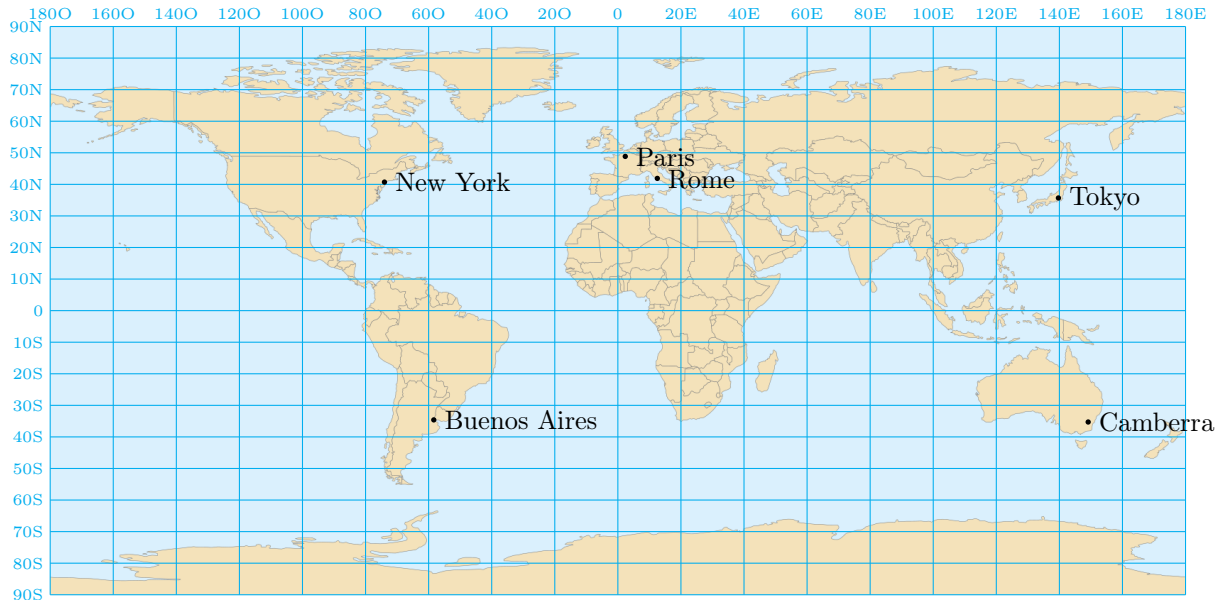 180O 160O 140O 120O 100O 80O 60O 40O 20O 0 20E 40E 60E 80E 100E 120E 140E 160E 180E
90N
80N
70N
60N
50N
Paris
40N
New York
Rome
Tokyo
30N
20N
10N
0
10S
20S
30S
Buenos Aires
Camberra
40S
50S
60S
70S
80S
90S